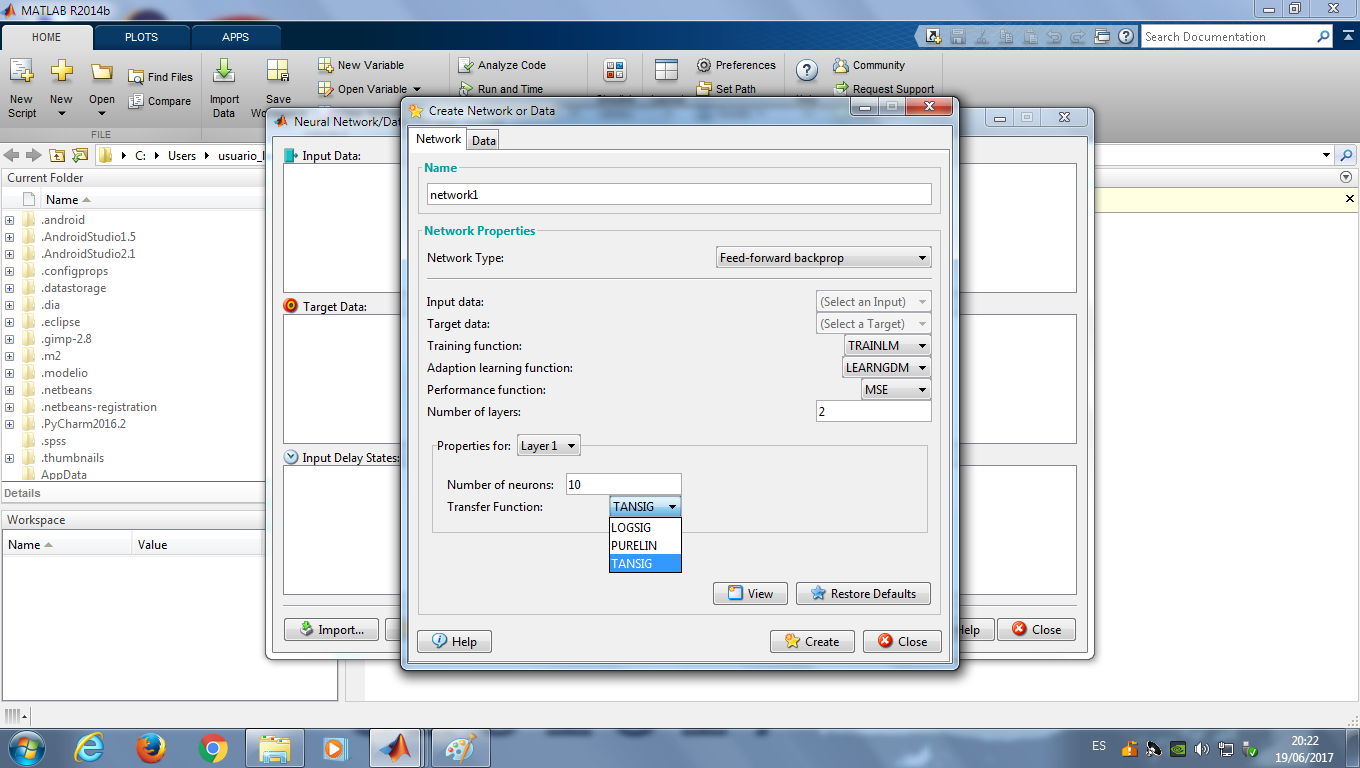 MATLAB R2014b
HOME PLOTS APPS
Search Documentation
New Script
New
Open
Find Files
Compare
Import Data
Save
New Variable
Open Variable
Analyze Code
Run and Time
Preferences
Set Path
Community
Request Support
FILE
C: Users
Current Folder
Name
.android
.AndroidStudio1.5
.AndroidStudio2.1
.configprops
.datastorage
.dia
.eclipse
.gimp-2.8
.m2
.modelio
.netbeans
.netbeans-registration
.PyCharm2016.2
.spss
.thumbnails
AppData
Details
Workspace
Name Value
Input Data:
Target Data:
Input Delay States:
Import...
Close
Create Network or Data
Network Data
Name
network1
Network Properties
Network Type: Feed-forward backprop
Input data: (Select an Input)
Target data: (Select a Target)
Training function: TRAINLM
Adaption learning function: LEARNGDM
Performance function: MSE
Number of layers: 2
Properties for: Layer 1
Number of neurons: 10
Transfer Function: TANSIG
LOGSIG
PURELIN
TANSIG
View Restore Defaults
Help Create Close
ES
20:22
19/06/2017